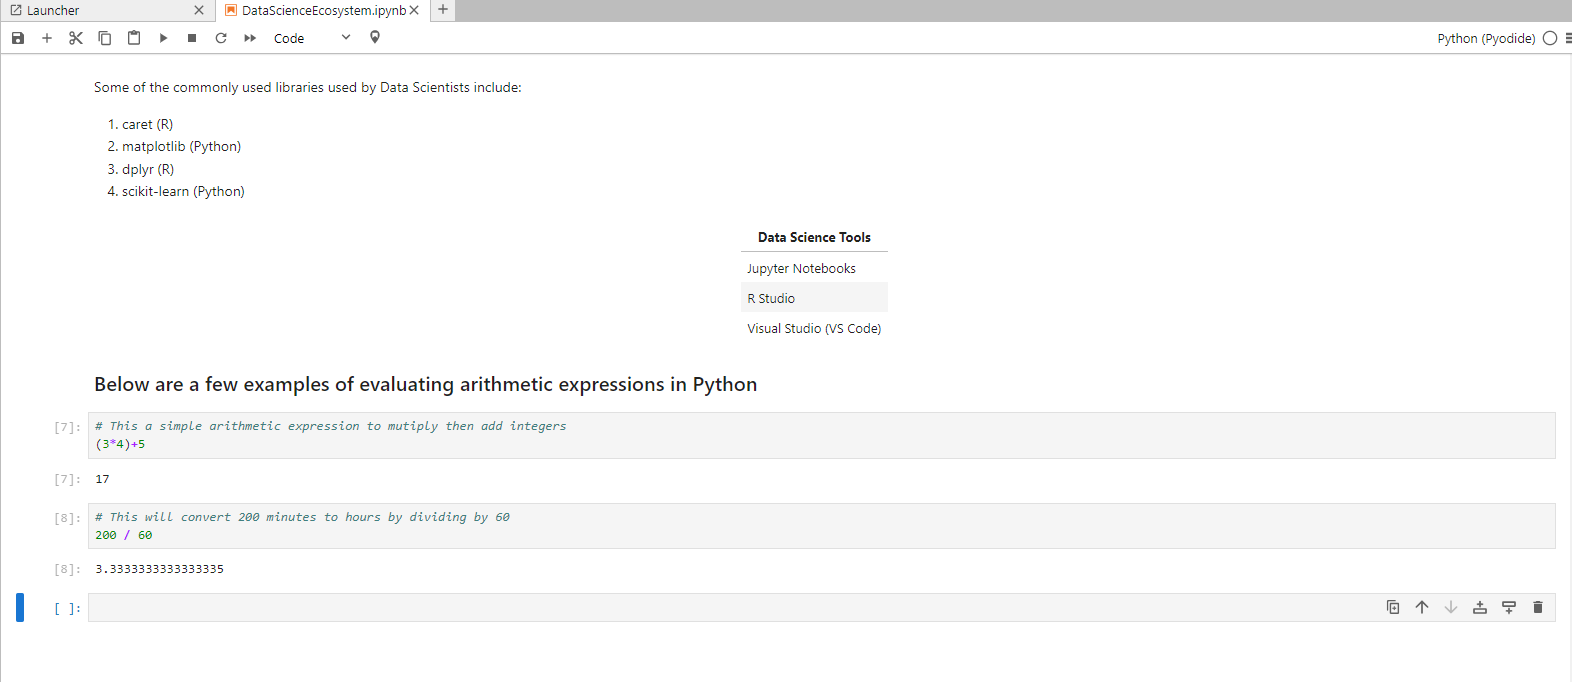 Launcher
DataScienceEcosystem.ipynb
Code
Python (Pyodide)
Some of the commonly used libraries used by Data Scientists include:
1. caret (R)
2. matplotlib (Python)
3. dplyr (R)
4. scikit-learn (Python)
Data Science Tools
Jupyter Notebooks
R Studio
Visual Studio (VS Code)
Below are a few examples of evaluating arithmetic expressions in Python
[7]: # This a simple arithmetic expression to mutiply then add integers
(3*4)+5
[7]: 17
[8]: # This will convert 200 minutes to hours by dividing by 60
200 / 60
[8]: 3.3333333333333335
[ ]: